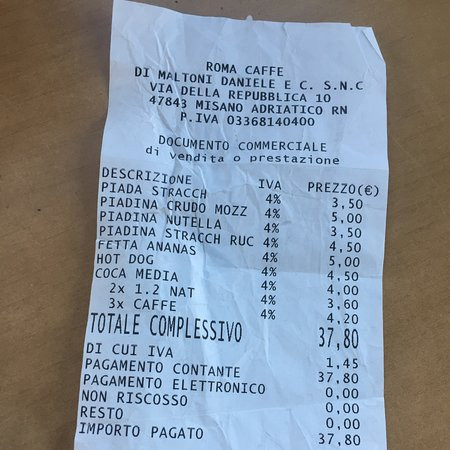 ROMA CAFFE
DI MALTONI DANIELE E C. S.N.C
VIA DELLA REPUBBLICA 10
47843 MISANO ADRIATICO RN
P.IVA 03368140400
DOCUMENTO COMMERCIALE
di vendita o prestazione
DESCRIZIONE IVA PREZZO(€)
PIADA STRACCH 4% 3,50
PIADINA CRUDO MOZZ 4% 5,00
PIADINA NUTELLA 4% 3,50
PIADINA STRACCH RUC 4% 4,50
FETTA ANANAS 4% 5,00
HOT DOG 4% 4,50
COCA MEDIA 4% 4,00
2x 1.2 NAT 4% 3,60
3x CAFFE 4% 4,20
TOTALE COMPLESSIVO 37,80
DI CUI IVA 1,45
PAGAMENTO CONTANTE 37,80
PAGAMENTO ELETTRONICO 0,00
NON RISCOSSO 0,00
RESTO 0,00
IMPORTO PAGATO 37,80